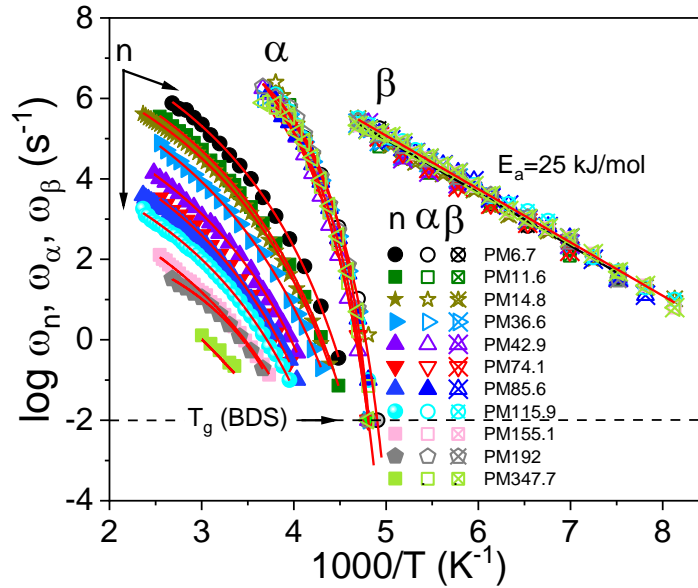 n
α
β
E_a=25 kJ/mol
n α β
PM6.7
PM11.6
PM14.8
PM36.6
PM42.9
PM74.1
PM85.6
PM115.9
PM155.1
PM192
PM347.7
T_g (BDS)
8
6
4
2
0
-2
-4
2 3 4 5 6 7 8
log ω_n, ω_α, ω_β (s⁻¹)
1000/T (K⁻¹)